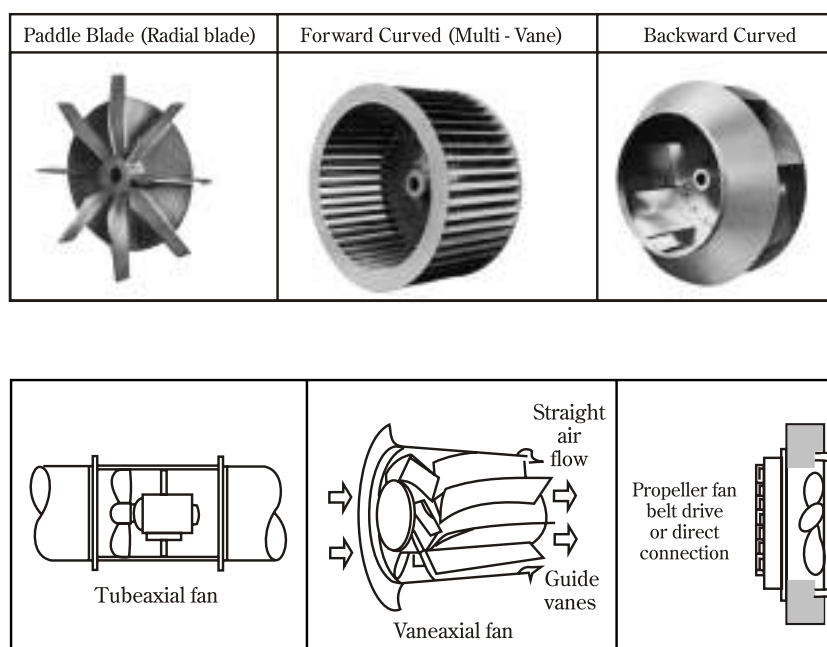 Paddle Blade (Radial blade)
Forward Curved (Multi - Vane)
Backward Curved
Tubeaxial fan
Straight
air
flow
Guide
vanes
Vaneaxial fan
Propeller fan
belt drive
or direct
connection